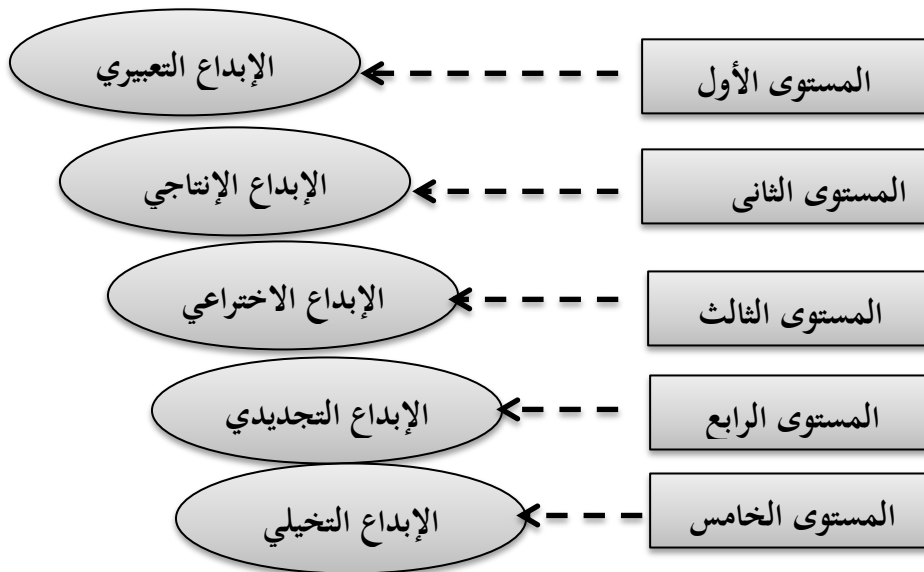 المستوى الأول
الإبداع التعبيري
المستوى الثانى
الإبداع الإنتاجي
المستوى الثالث
الإبداع الاختراعي
المستوى الرابع
الإبداع التجديدي
المستوى الخامس
الإبداع التخيلي